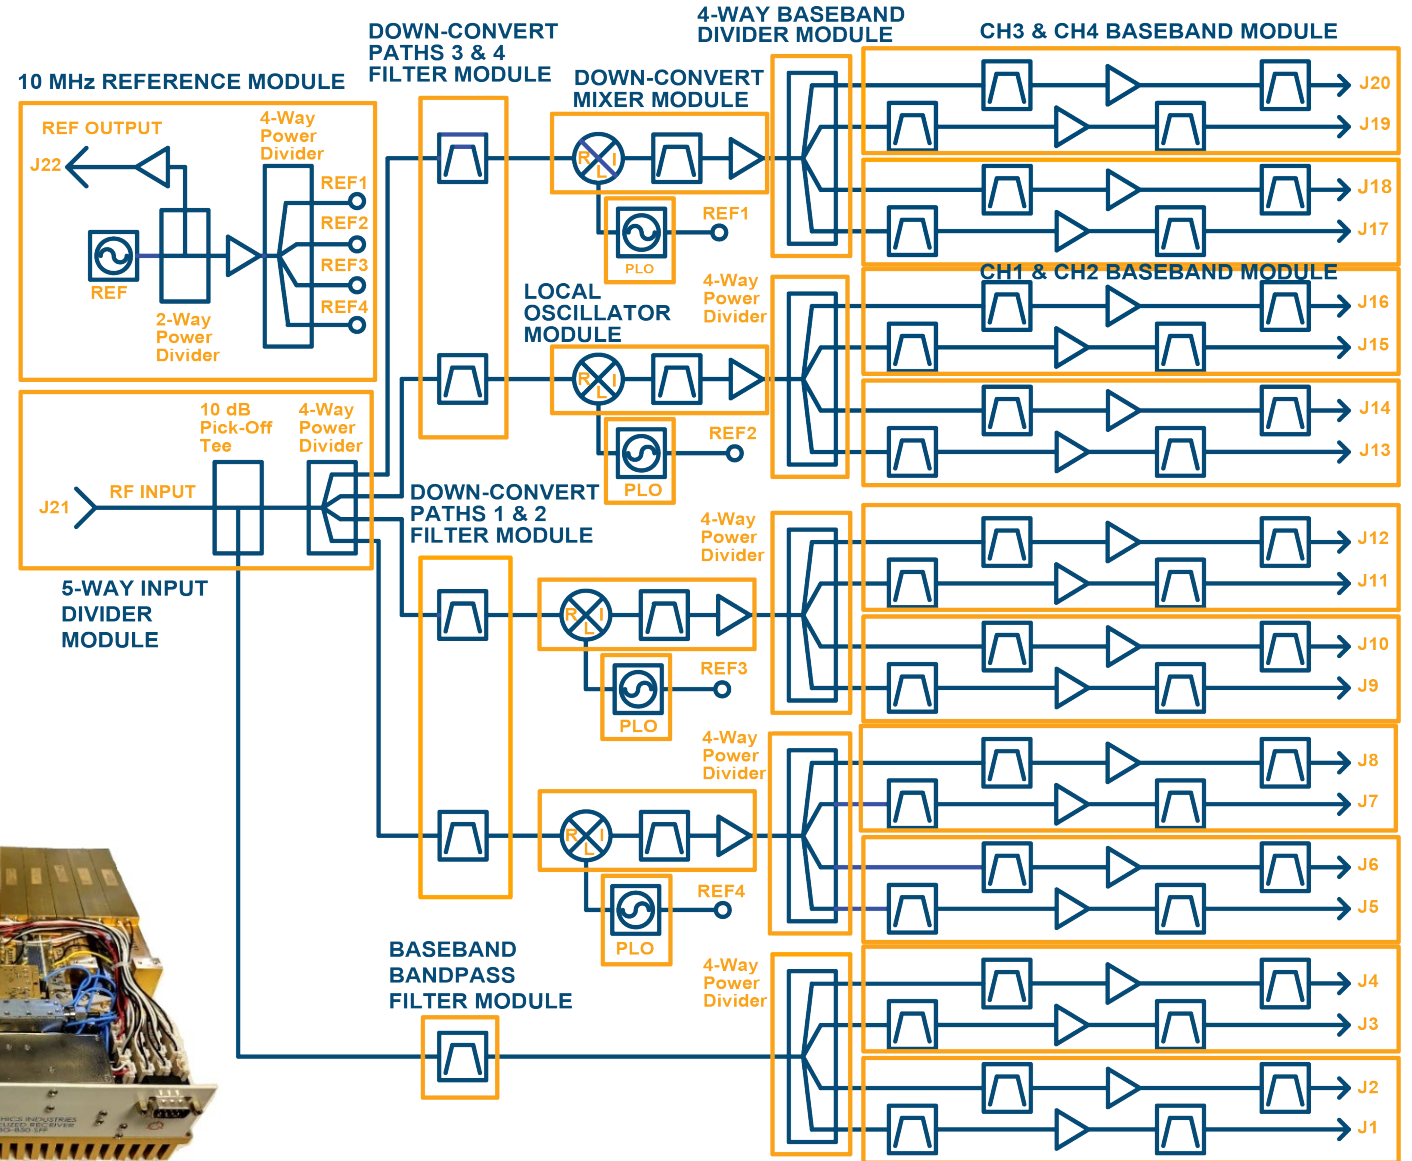 4-WAY BASEBAND
DIVIDER MODULE
CH3 & CH4 BASEBAND MODULE
DOWN-CONVERT
PATHS 3 & 4
FILTER MODULE
DOWN-CONVERT
MIXER MODULE
10 MHz REFERENCE MODULE
REF OUTPUT
4-Way
Power
Divider
J22
REF1
REF2
REF3
REF4
REF
2-Way
Power
Divider
R
I
L
REF1
PLO
J20
J19
J18
J17
CH1 & CH2 BASEBAND MODULE
LOCAL
OSCILLATOR
MODULE
4-Way
Power
Divider
R
I
L
REF2
PLO
J16
J15
J14
J13
10 dB
Pick-Off
Tee
4-Way
Power
Divider
J21
RF INPUT
5-WAY INPUT
DIVIDER
MODULE
DOWN-CONVERT
PATHS 1 & 2
FILTER MODULE
4-Way
Power
Divider
R
I
L
REF3
PLO
J12
J11
J10
J9
4-Way
Power
Divider
R
I
L
REF4
PLO
J8
J7
J6
J5
BASEBAND
BANDPASS
FILTER MODULE
4-Way
Power
Divider
J4
J3
J2
J1
INDUSTRIES
RECEIVER